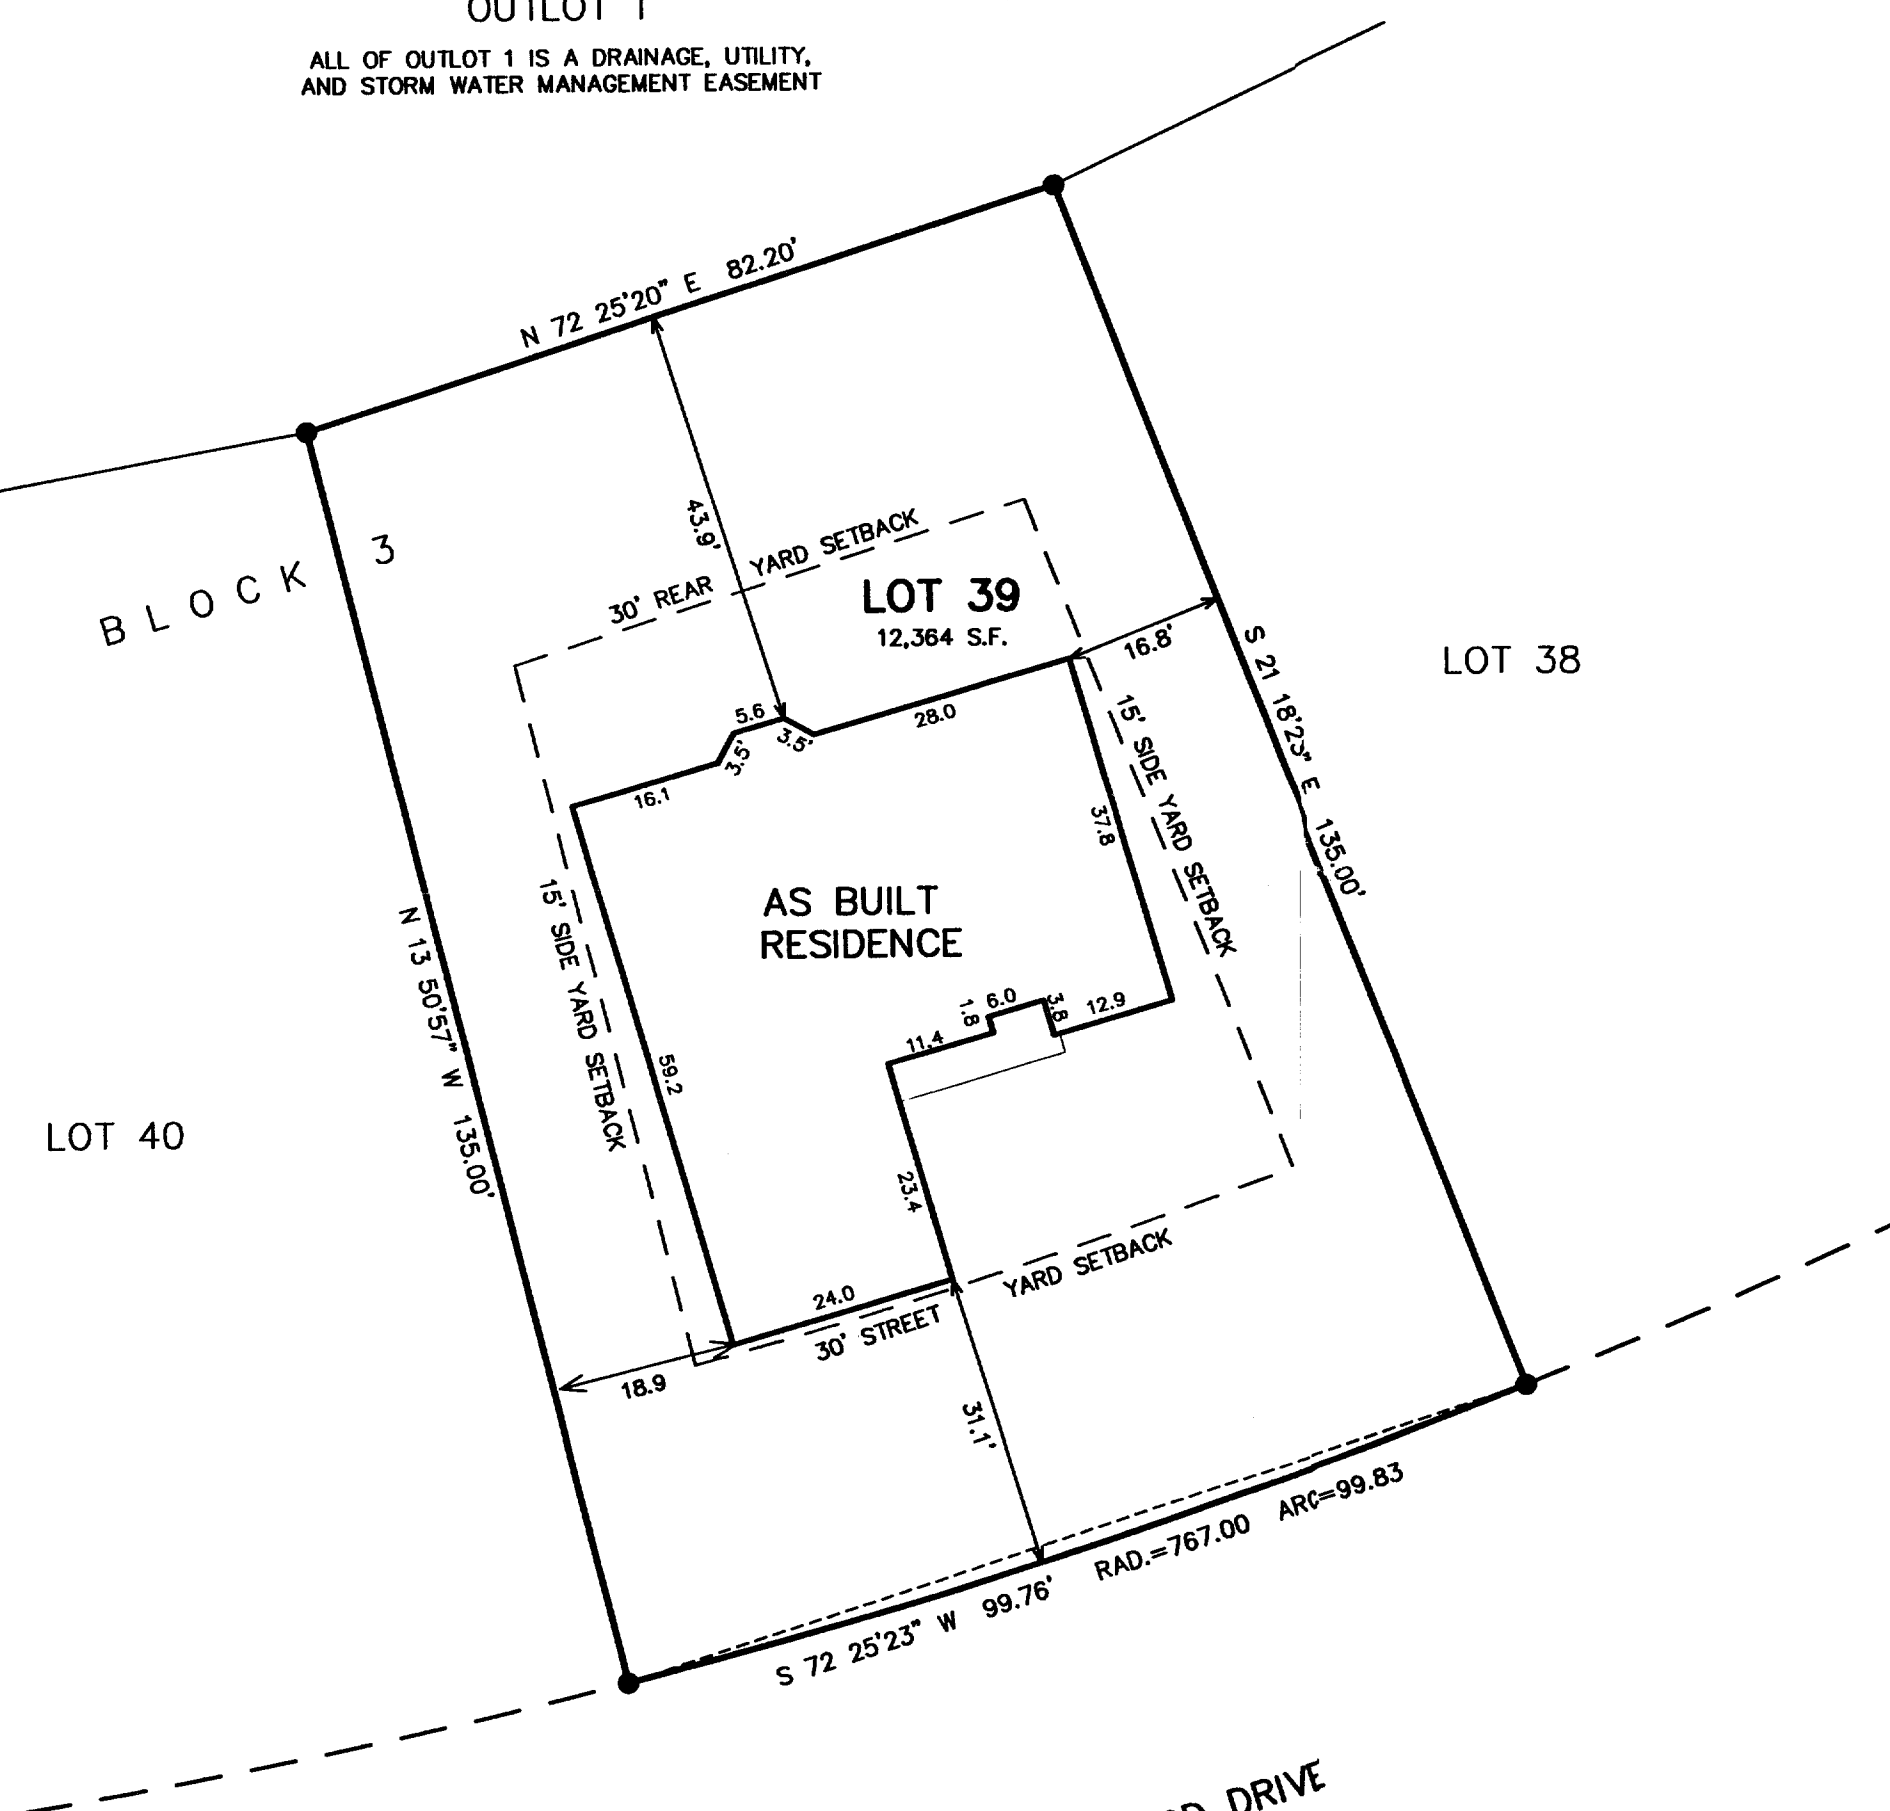 OUTLOT 1
ALL OF OUTLOT 1 IS A DRAINAGE, UTILITY,
AND STORM WATER MANAGEMENT EASEMENT
N 72 25'20" E 82.20'
43.9'
BLOCK 3
30' REAR YARD SETBACK
LOT 39
12,364 S.F.
16.8'
S 21 18'23" E 135.00'
LOT 38
5.6
3.5'
3.5'
28.0
16.1
15' SIDE YARD SETBACK
37.8
AS BUILT
RESIDENCE
15' SIDE YARD SETBACK
N 13 50'57" W 135.00'
1.8
6.0
3.8
12.9
11.4
59.2
LOT 40
23.4
YARD SETBACK
24.0
30' STREET
18.9
31.1'
S 72 25'23" W 99.76' RAD.=767.00 ARC=99.83
DRIVE